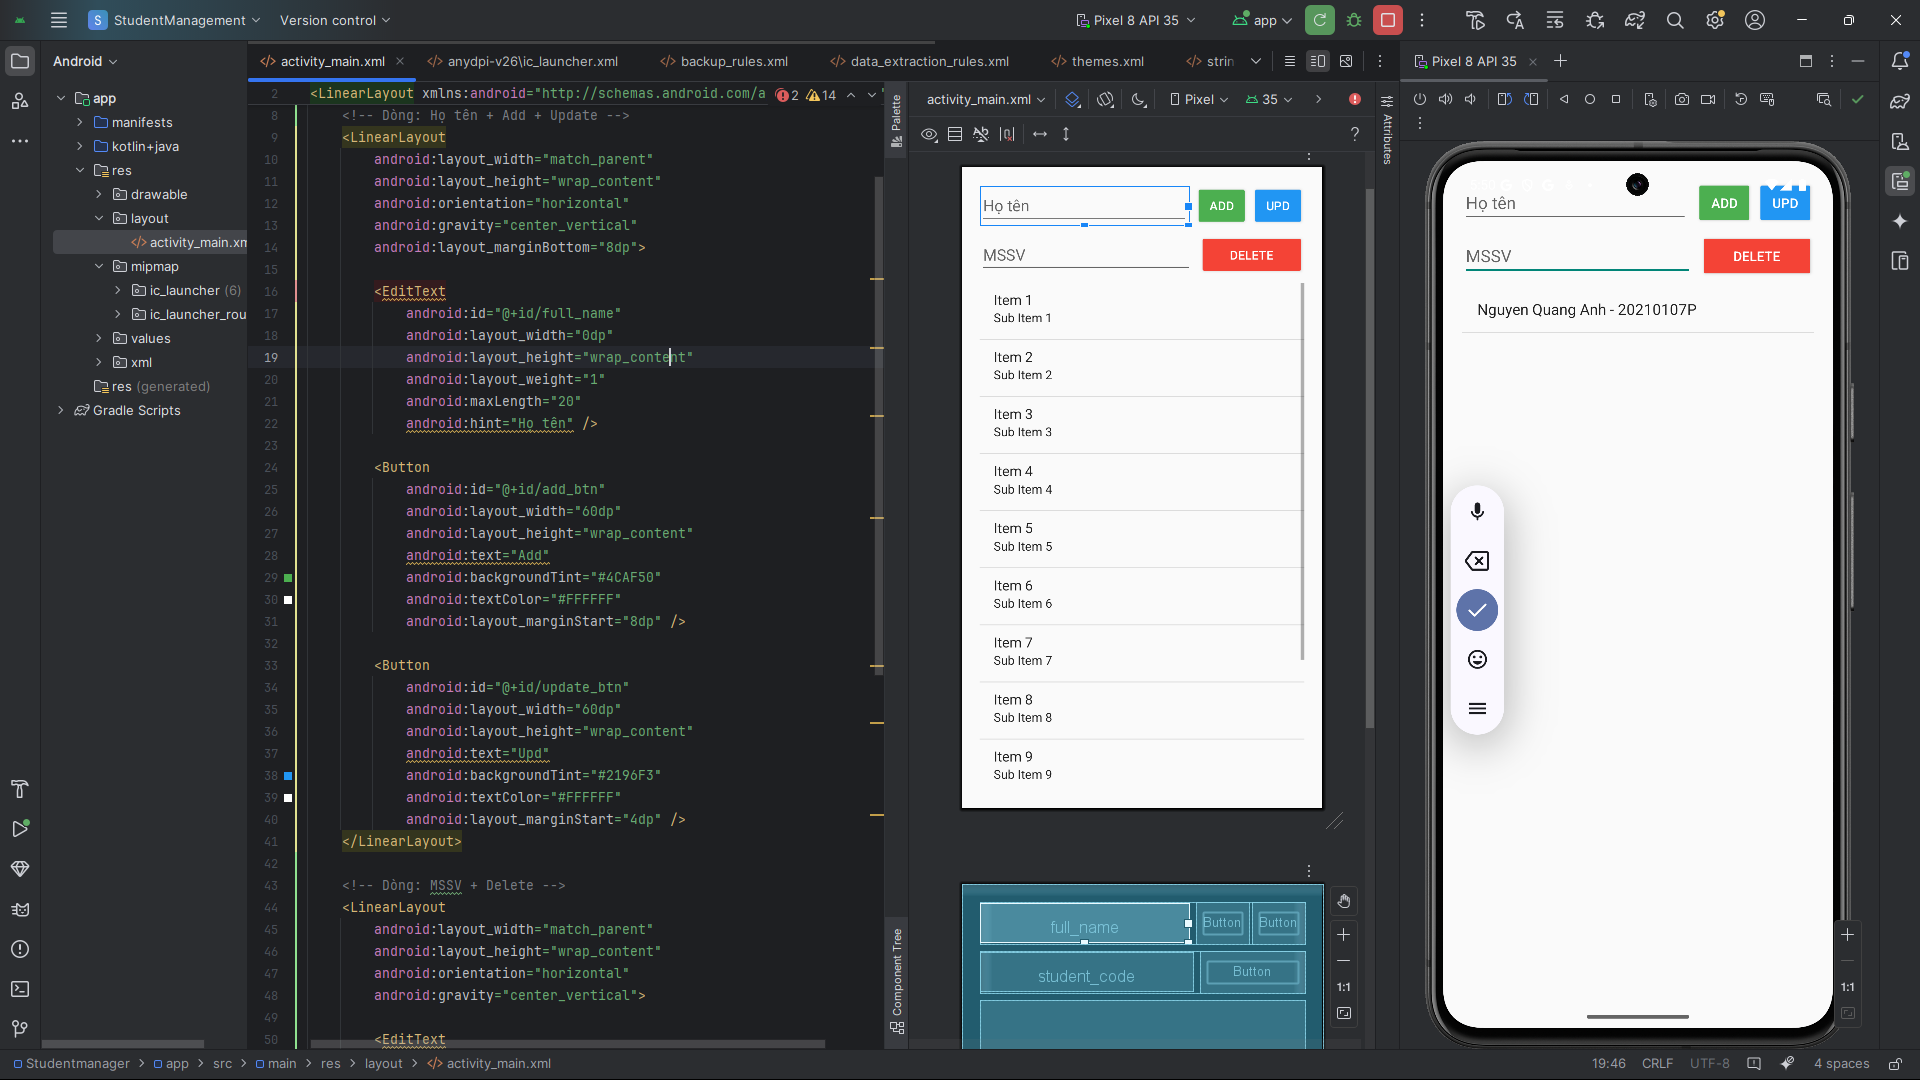 S StudentManagement Version control Pixel 8 API 35 app
Android
app
manifests
kotlin+java
res
drawable
layout
activity_main.xm
mipmap
ic_launcher (6)
ic_launcher_rou
values
xml
res (generated)
Gradle Scripts
activity_main.xml anydpi-v26\ic_launcher.xml backup_rules.xml data_extraction_rules.xml themes.xml strin
2 <LinearLayout xmlns:android="http://schemas.android.com/a 2 14
8 <!-- Dòng: Họ tên + Add + Update -->
9 <LinearLayout
10 android:layout_width="match_parent"
11 android:layout_height="wrap_content"
12 android:orientation="horizontal"
13 android:gravity="center_vertical"
14 android:layout_marginBottom="8dp">
15
16 <EditText
17 android:id="@+id/full_name"
18 android:layout_width="0dp"
19 android:layout_height="wrap_content"
20 android:layout_weight="1"
21 android:maxLength="20"
22 android:hint="Họ tên" />
23
24 <Button
25 android:id="@+id/add_btn"
26 android:layout_width="60dp"
27 android:layout_height="wrap_content"
28 android:text="Add"
29 android:backgroundTint="#4CAF50"
30 android:textColor="#FFFFFF"
31 android:layout_marginStart="8dp" />
32
33 <Button
34 android:id="@+id/update_btn"
35 android:layout_width="60dp"
36 android:layout_height="wrap_content"
37 android:text="Upd"
38 android:backgroundTint="#2196F3"
39 android:textColor="#FFFFFF"
40 android:layout_marginStart="4dp" />
41 </LinearLayout>
42
43 <!-- Dòng: MSSV + Delete -->
44 <LinearLayout
45 android:layout_width="match_parent"
46 android:layout_height="wrap_content"
47 android:orientation="horizontal"
48 android:gravity="center_vertical">
49
50 <EditText
Palette
Component Tree
activity_main.xml Pixel 35
Attributes
Họ tên ADD UPD
MSSV DELETE
Item 1
Sub Item 1
Item 2
Sub Item 2
Item 3
Sub Item 3
Item 4
Sub Item 4
Item 5
Sub Item 5
Item 6
Sub Item 6
Item 7
Sub Item 7
Item 8
Sub Item 8
Item 9
Sub Item 9
full_name Button Button
student_code Button
1:1
Pixel 8 API 35
Họ tên ADD UPD
MSSV DELETE
Nguyen Quang Anh - 20210107P
1:1
Studentmanager app src main res layout activity_main.xml
19:46 CRLF UTF-8 4 spaces